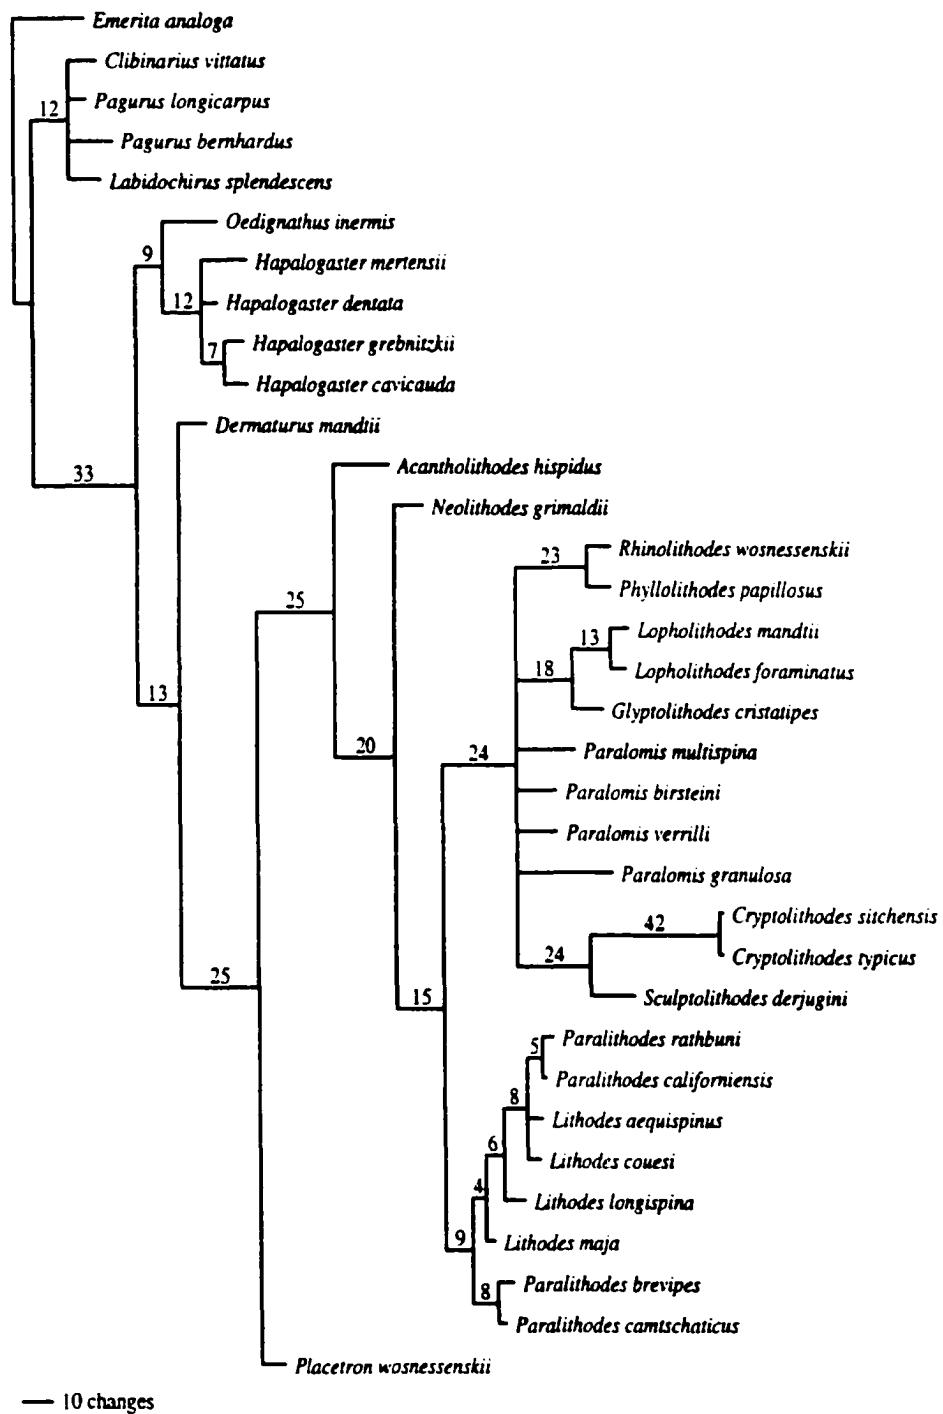 Emerita analoga
Clibinarius vittatus
Pagurus longicarpus
12
Pagurus bernhardus
Labidochirus splendescens
Oedignathus inermis
9
Hapalogaster mertensii
12
Hapalogaster dentata
Hapalogaster grebnitzkii
7
Hapalogaster cavicauda
Dermaturus mandtii
33
Acantholithodes hispidus
Neolithodes grimaldii
23
Rhinolithodes wosnessenskii
Phyllolithodes papillosus
25
Lopholithodes mandtii
13
18
Lopholithodes foraminatus
13
Glyptolithodes cristatipes
20
24
Paralomis multispina
Paralomis birsteini
Paralomis verrilli
Paralomis granulosa
Cryptolithodes sitchensis
42
24
Cryptolithodes typicus
25
15
Sculptolithodes derjugini
5
Paralithodes rathbuni
Paralithodes californiensis
8
Lithodes aequispinus
6
Lithodes couesi
4
Lithodes longispina
9
Lithodes maja
8
Paralithodes brevipes
Paralithodes camtschaticus
Placetron wosnessenskii
10 changes